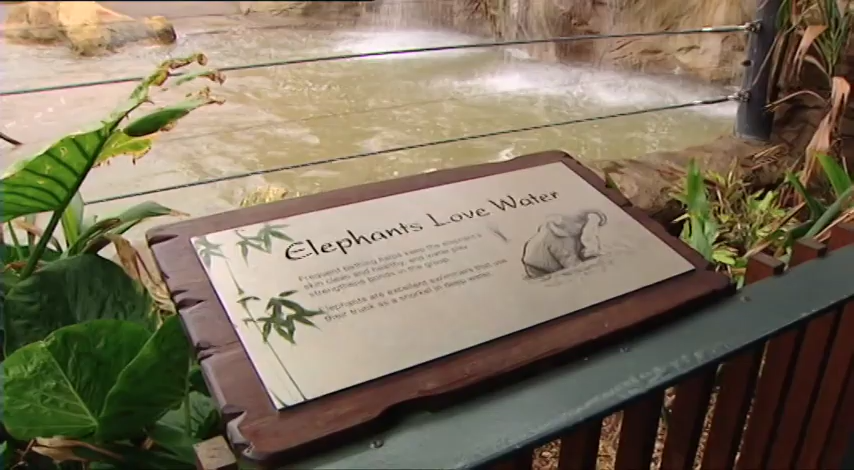 Elephants Love Water
Frequent bathing helps keep the elephant's
skin clean and healthy, and water play
strengthens bonds in the group.
Elephants are excellent swimmers that use
their trunk as a snorkel in deep water.